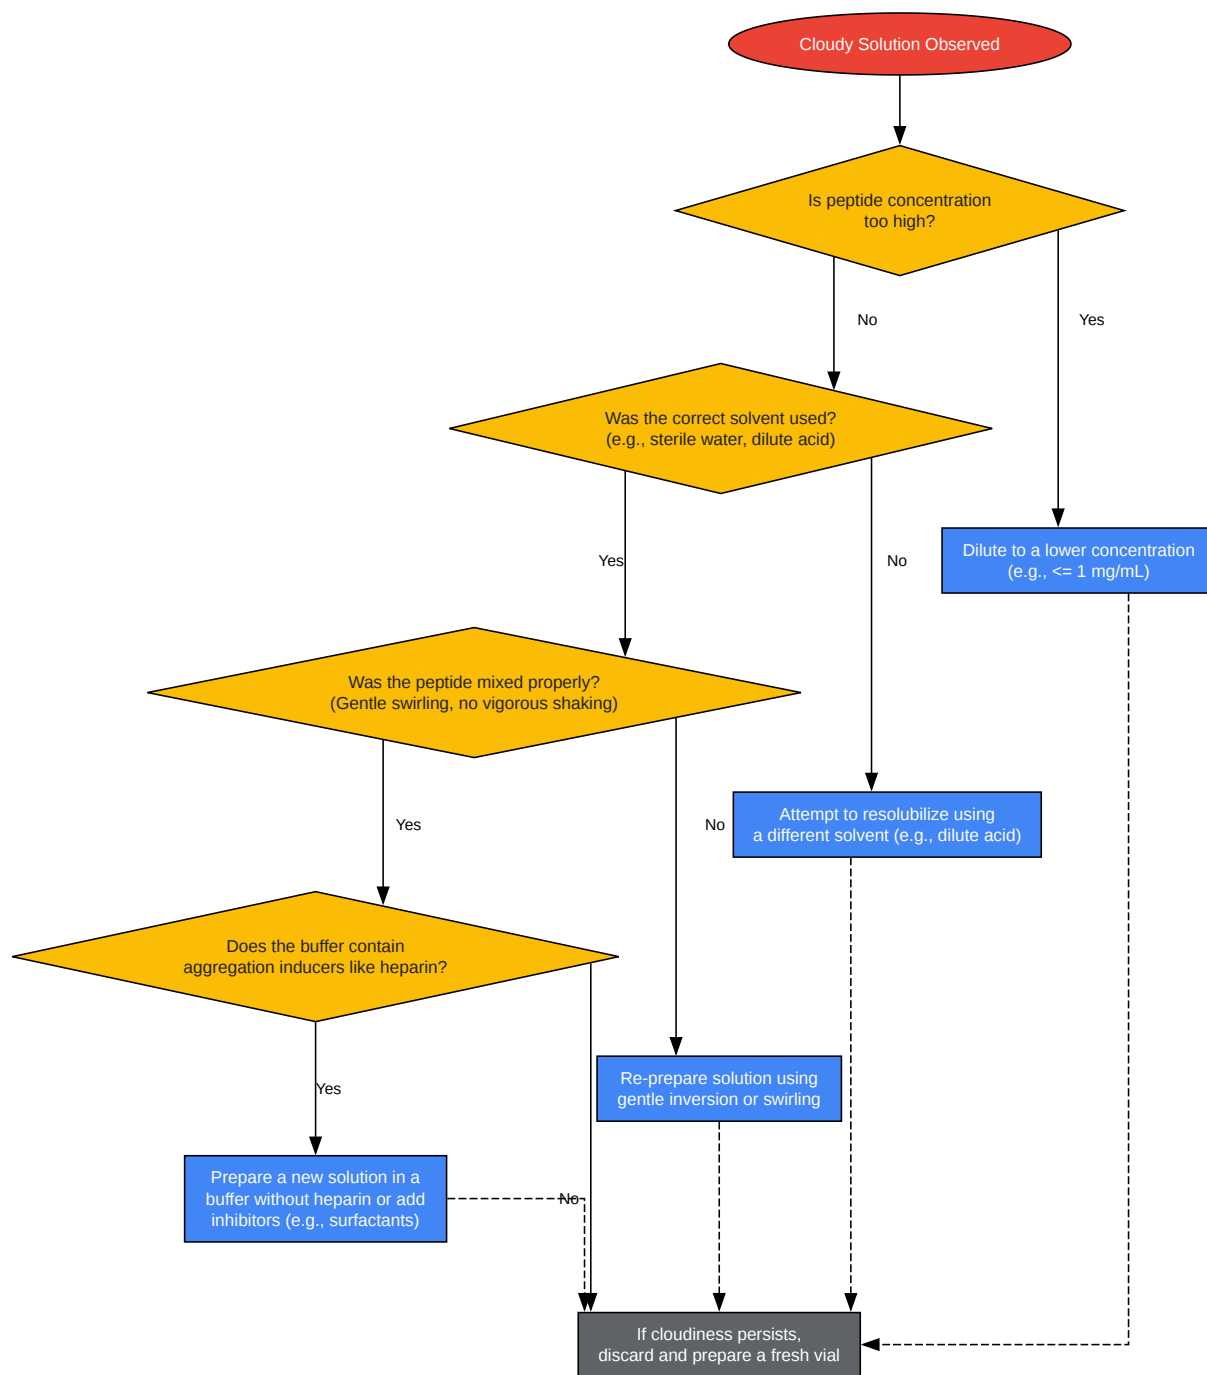 Cloudy Solution Observed
Is peptide concentration
too high?
No
Yes
Was the correct solvent used?
(e.g., sterile water, dilute acid)
Yes
No
Dilute to a lower concentration
(e.g., <= 1 mg/mL)
Was the peptide mixed properly?
(Gentle swirling, no vigorous shaking)
Yes
No
Attempt to resolubilize using
a different solvent (e.g., dilute acid)
Does the buffer contain
aggregation inducers like heparin?
Yes
No
Re-prepare solution using
gentle inversion or swirling
Prepare a new solution in a
buffer without heparin or add
inhibitors (e.g., surfactants)
If cloudiness persists,
discard and prepare a fresh vial